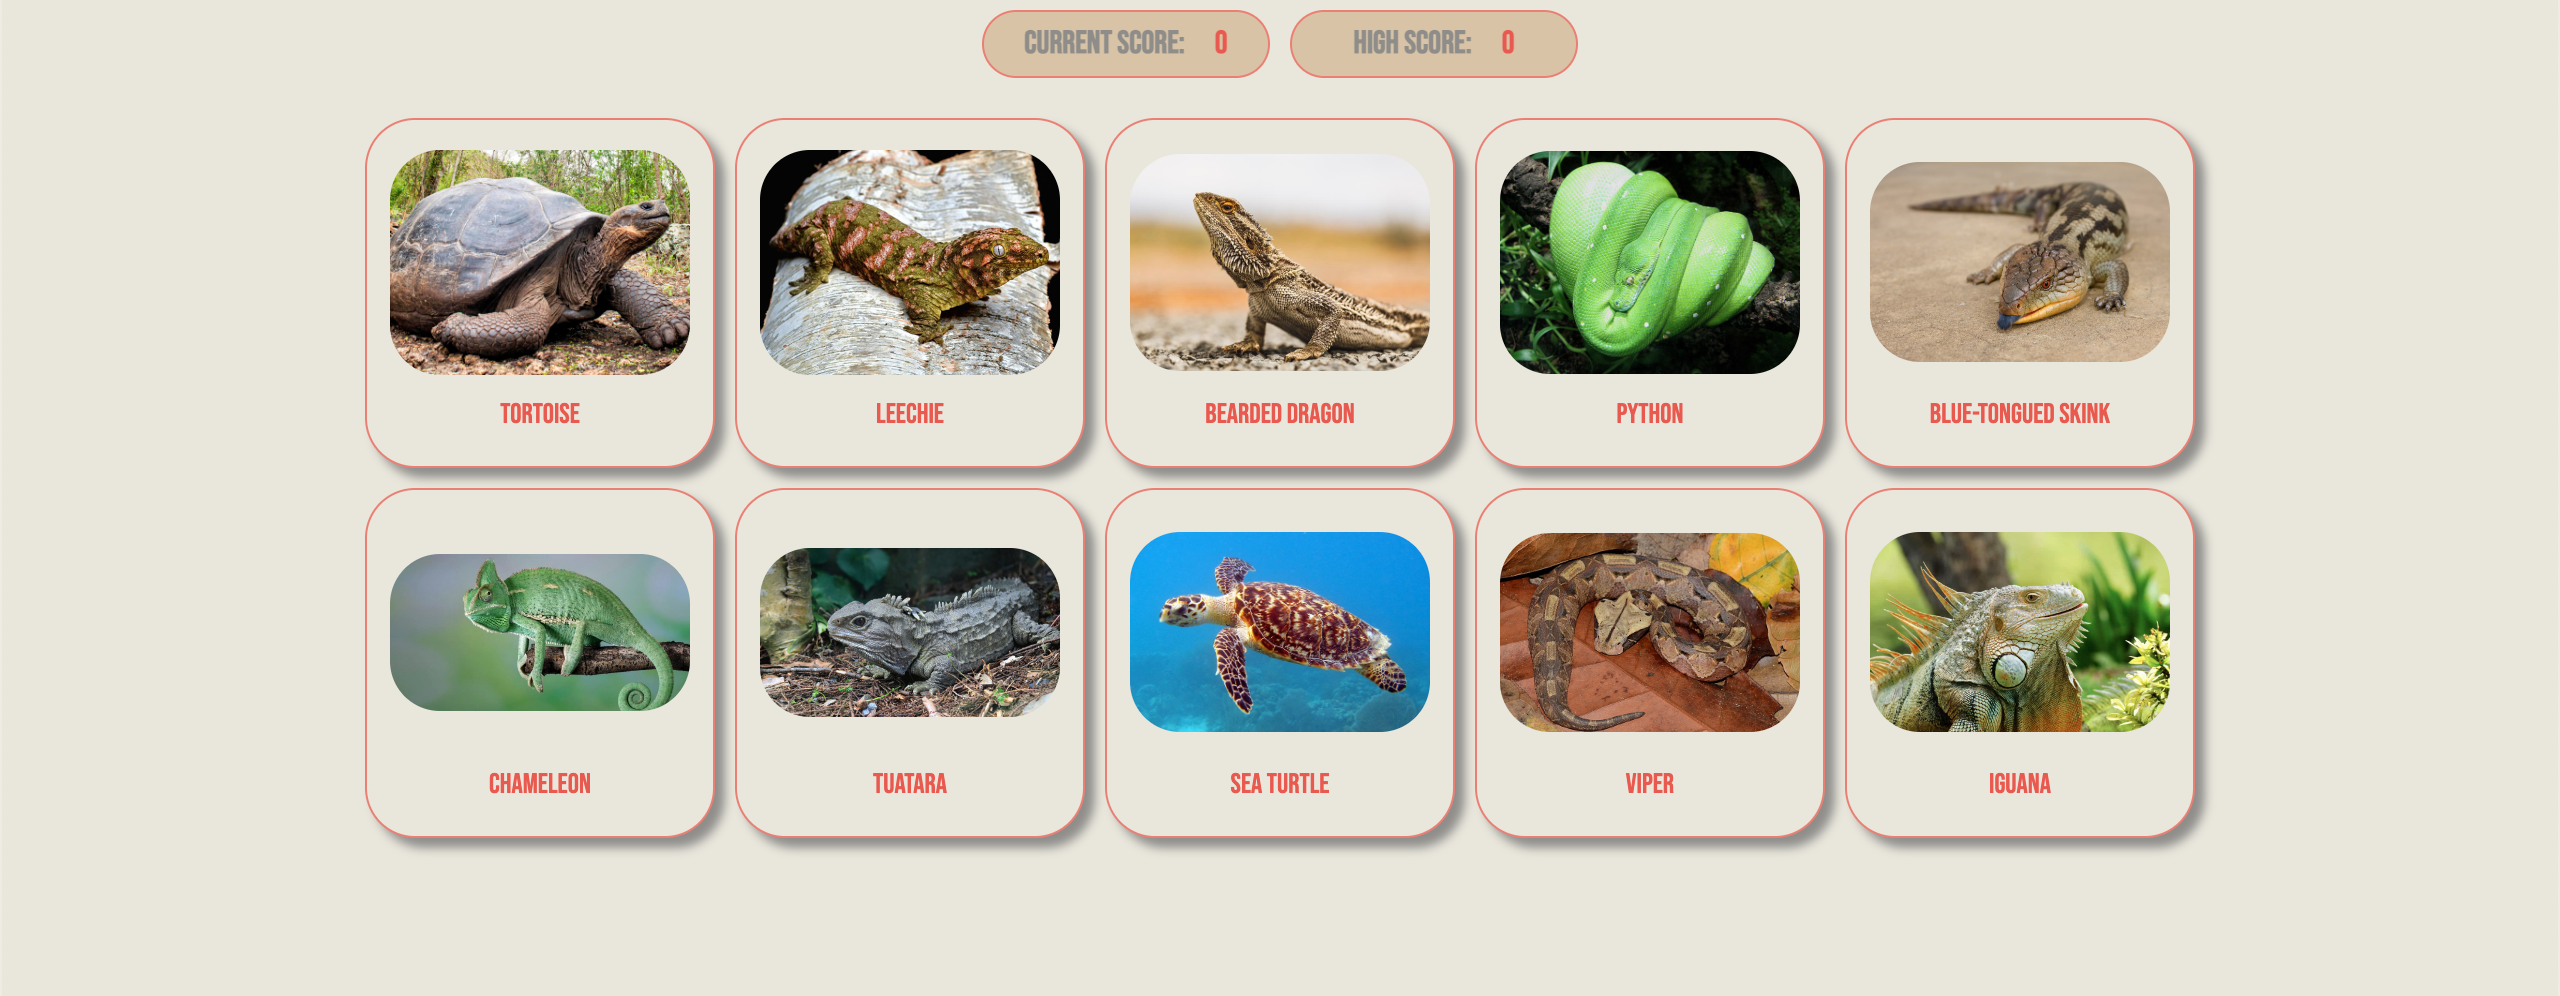 CURRENT SCORE: 0
HIGH SCORE: 0
TORTOISE
LEECHIE
BEARDED DRAGON
PYTHON
BLUE-TONGUED SKINK
CHAMELEON
TUATARA
SEA TURTLE
VIPER
IGUANA